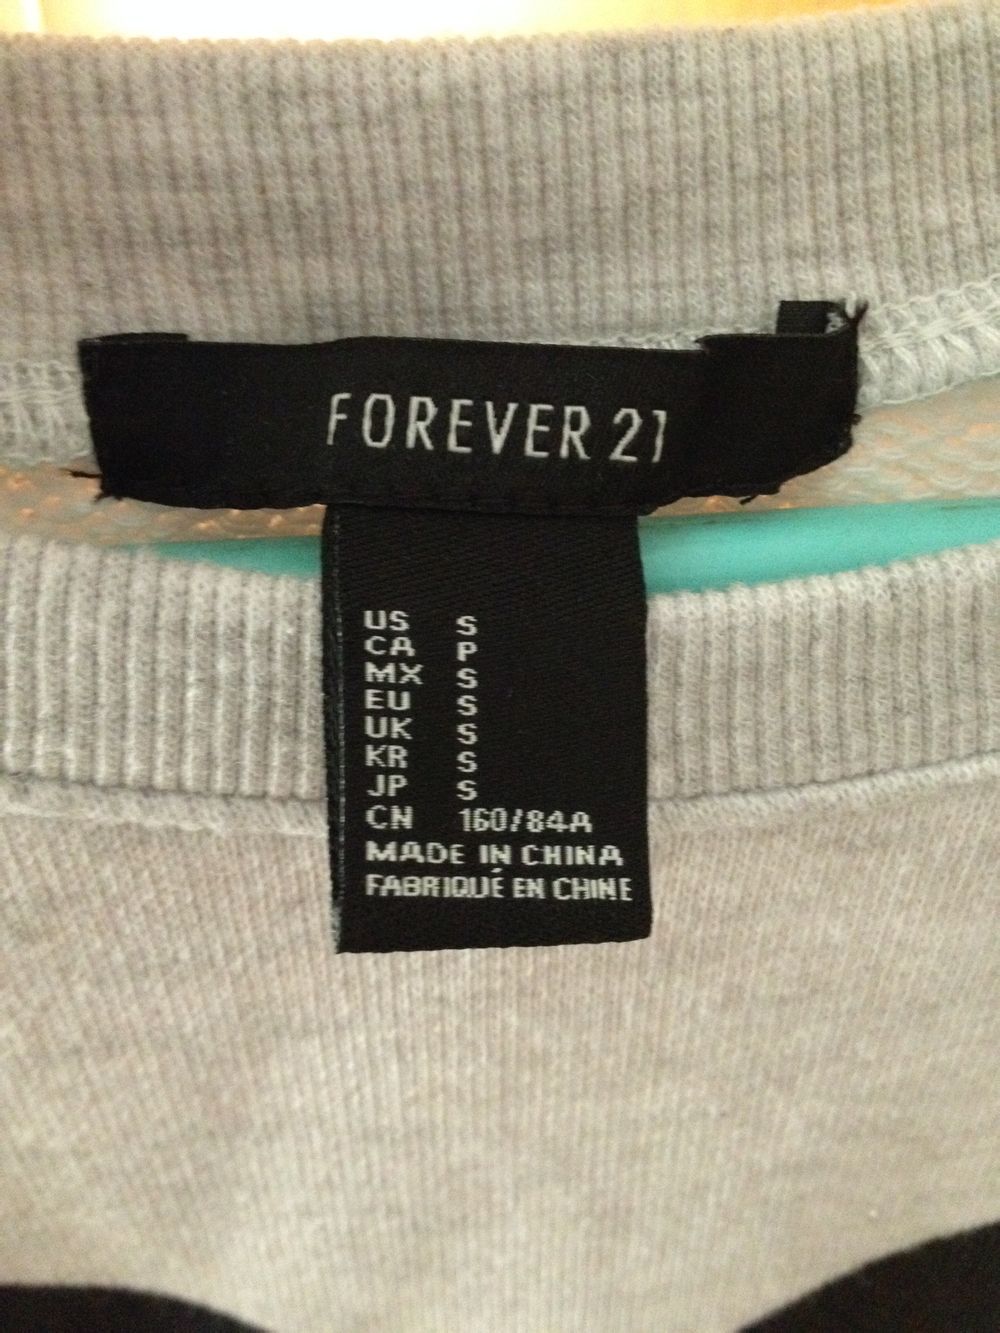 FOREVER 21
US S
CA P
MX S
EU S
UK S
KR S
JP S
CN 160/84A
MADE IN CHINA
FABRIQUÉ EN CHINE